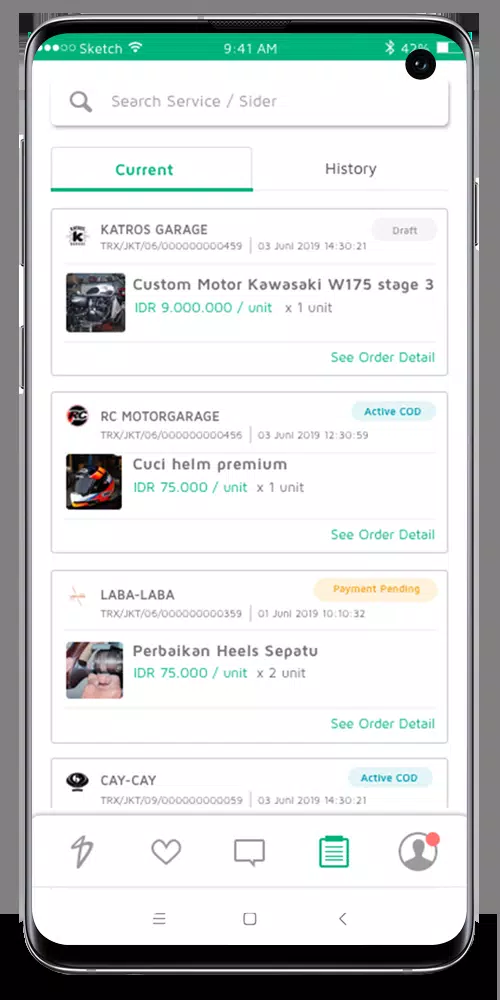 Sketch 9:41 AM 42%
Search Service / Sider
Current History
KATROS GARAGE Draft
TRX/JKT/06/000000000459 | 03 Juni 2019 14:30:21
Custom Motor Kawasaki W175 stage 3
IDR 9.000.000 / unit x 1 unit
See Order Detail
RC MOTORGARAGE Active COD
TRX/JKT/06/000000000456 | 03 Juni 2019 12:30:59
Cuci helm premium
IDR 75.000 / unit x 1 unit
See Order Detail
LABA-LABA Payment Pending
TRX/JKT/06/000000000359 | 01 Juni 2019 10:10:32
Perbaikan Heels Sepatu
IDR 75.000 / unit x 2 unit
See Order Detail
CAY-CAY Active COD
TRX/JKT/09/000000000059 | 03 Juni 2019 14:30:21